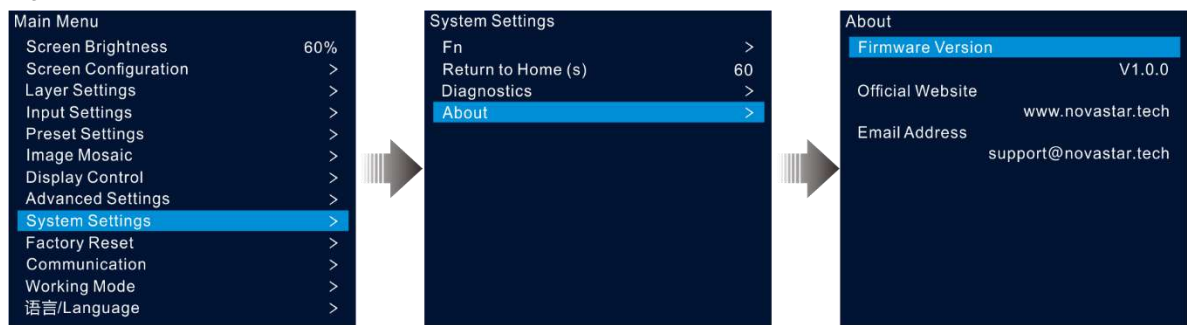 Main Menu
Screen Brightness 60%
Screen Configuration >
Layer Settings >
Input Settings >
Preset Settings >
Image Mosaic >
Display Control >
Advanced Settings >
System Settings >
Factory Reset >
Communication >
Working Mode >
语言/Language >
System Settings
Fn >
Return to Home (s) 60
Diagnostics >
About >
About
Firmware Version
V1.0.0
Official Website
www.novastar.tech
Email Address
support@novastar.tech